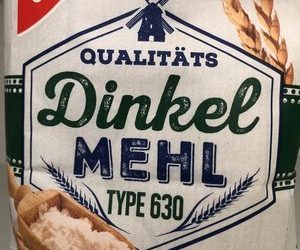 QUALITÄTS
Dinkel
MEHL
TYPE 630